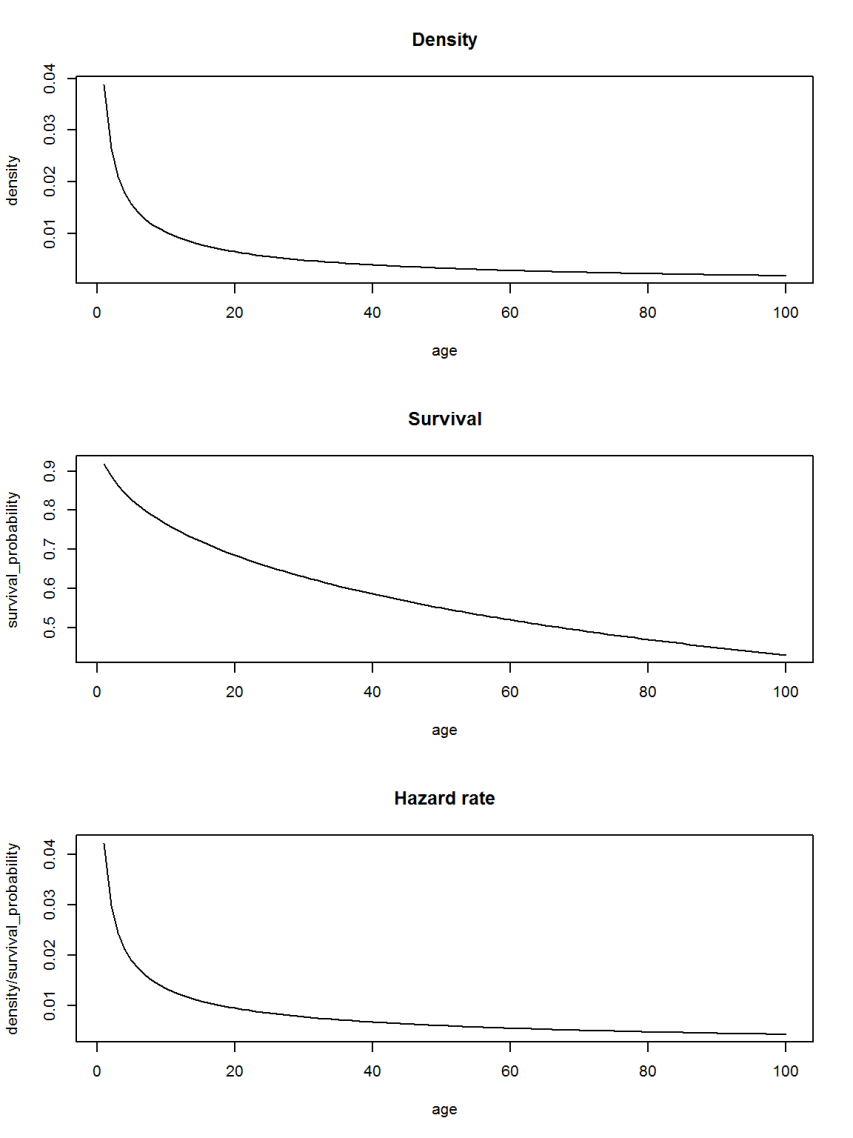 Density
density
0.01 0.02 0.03 0.04
0 20 40 60 80 100
age
Survival
survival_probability
0.5 0.6 0.7 0.8 0.9
0 20 40 60 80 100
age
Hazard rate
density/survival_probability
0.01 0.02 0.03 0.04
0 20 40 60 80 100
age